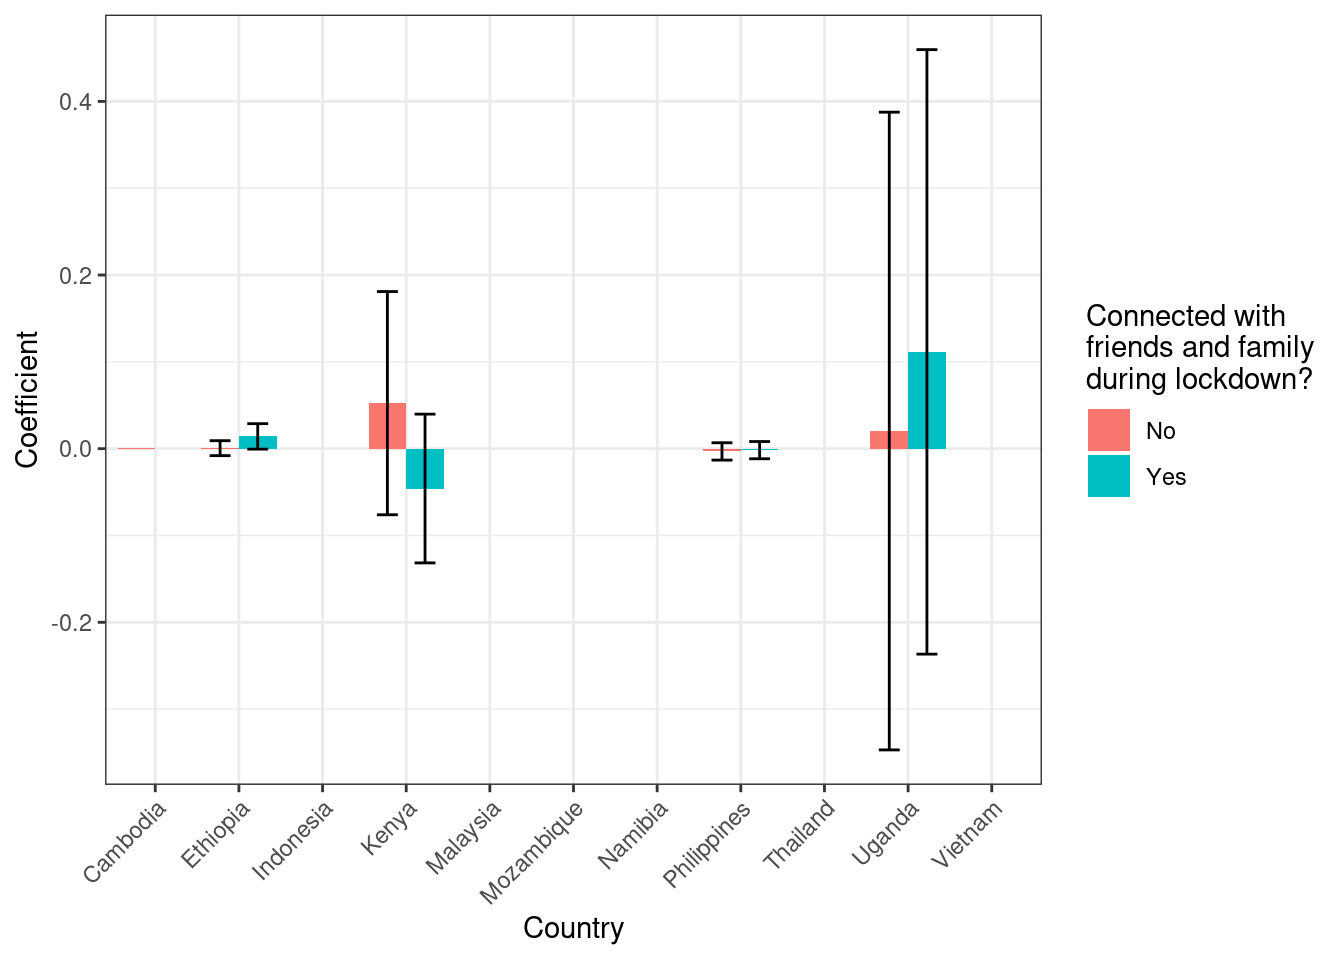 0.4
0.2
0.0
-0.2
Coefficient
Cambodia
Ethiopia
Indonesia
Kenya
Malaysia
Mozambique
Namibia
Philippines
Thailand
Uganda
Vietnam
Country
Connected with
friends and family
during lockdown?
No
Yes